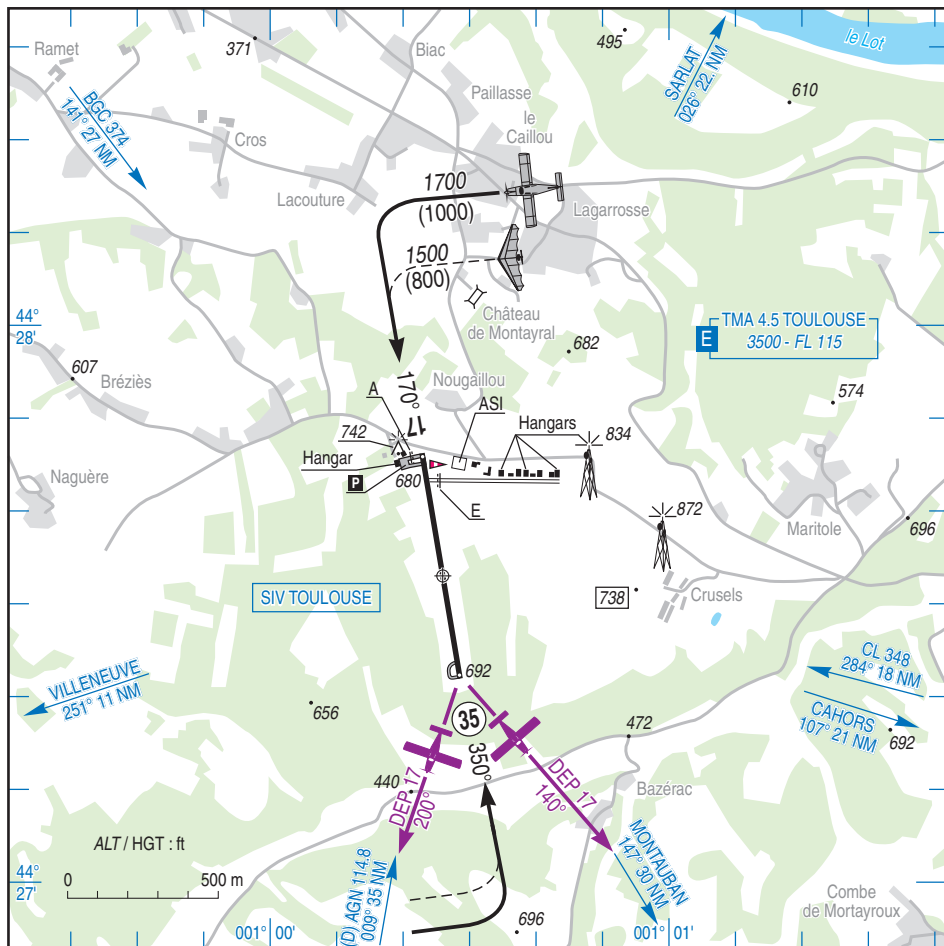 Ramet
371
Biac
495
le Lot
SARLAT
026° 22. NM
610
BGC 374
141° 27 NM
Paillasse
le
Caillou
Cros
Lacouture
1700
(1000)
Lagarrosse
1500
(800)
Château
de Montayral
44°
28'
TMA 4.5 TOULOUSE
E
3500 - FL 115
682
607
Bréziès
574
Nougaillou
170°
17
A
ASI
742
Hangars
834
Hangar
P
680
E
Naguère
872
Maritole
696
SIV TOULOUSE
738
Crusels
692
CL 348
284° 18 NM
VILLENEUVE
251° 11 NM
CAHORS
107° 21 NM
692
656
35
350°
472
DEP 17
200°
DEP 17
140°
440
Bazérac
MONTAUBAN
147° 30 NM
ALT / HGT : ft
0
500 m
44°
27'
(D) AGN 114.8
009° 35 NM
696
Combe
de Mortayroux
001° 00'
001° 01'